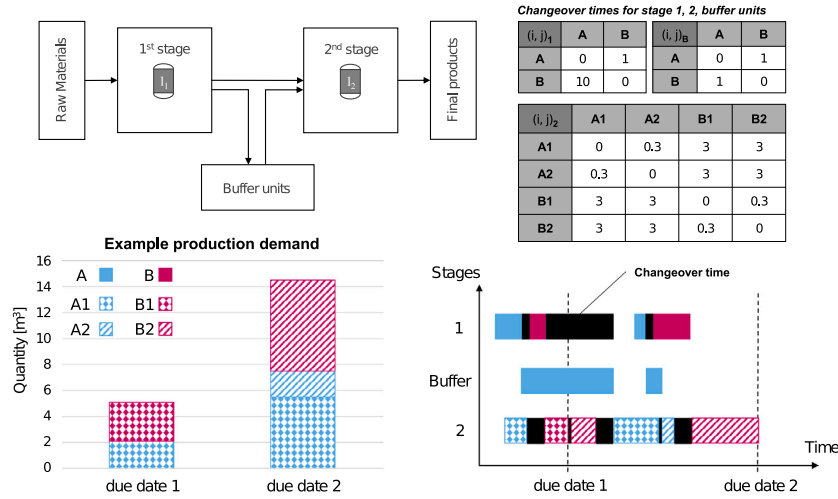 Changeover times for stage 1, 2, buffer units
Raw Materials
1st stage
I1
2nd stage
I2
Final products
Buffer units
(i, j)1 A B
A 0 1
B 10 0
(i, j)B A B
A 0 1
B 1 0
(i, j)2 A1 A2 B1 B2
A1 0 0.3 3 3
A2 0.3 0 3 3
B1 3 3 0 0.3
B2 3 3 0.3 0
Example production demand
Quantity [m³]
16
14
12
10
8
6
4
2
0
A B
A1 B1
A2 B2
due date 1 due date 2
Stages
Changeover time
1
Buffer
2
Time
due date 1 due date 2